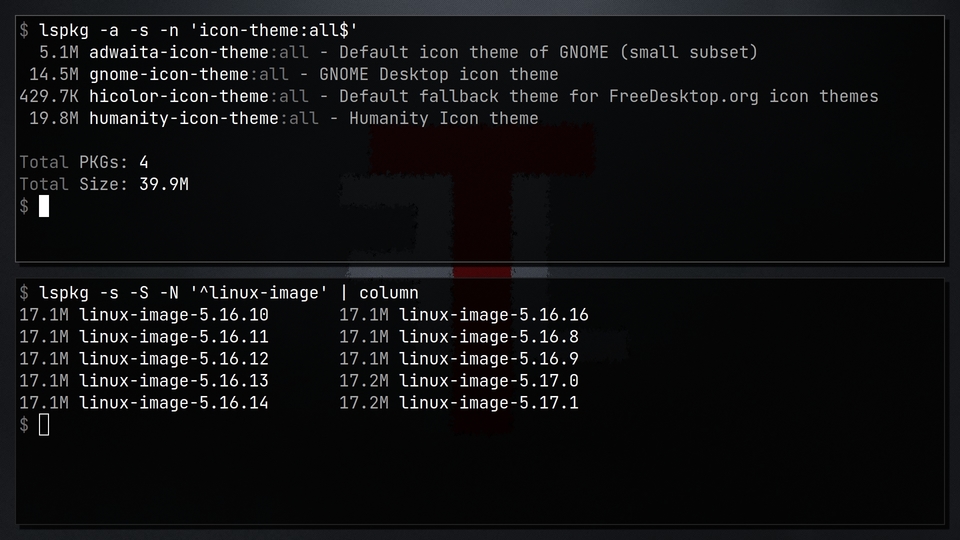 $ lspkg -a -s -n 'icon-theme:all$'
5.1M adwaita-icon-theme:all - Default icon theme of GNOME (small subset)
14.5M gnome-icon-theme:all - GNOME Desktop icon theme
429.7K hicolor-icon-theme:all - Default fallback theme for FreeDesktop.org icon themes
19.8M humanity-icon-theme:all - Humanity Icon theme
Total PKGs: 4
Total Size: 39.9M
$
$ lspkg -s -S -N '^linux-image' | column
17.1M linux-image-5.16.10 17.1M linux-image-5.16.16
17.1M linux-image-5.16.11 17.1M linux-image-5.16.8
17.1M linux-image-5.16.12 17.1M linux-image-5.16.9
17.1M linux-image-5.16.13 17.2M linux-image-5.17.0
17.1M linux-image-5.16.14 17.2M linux-image-5.17.1
$